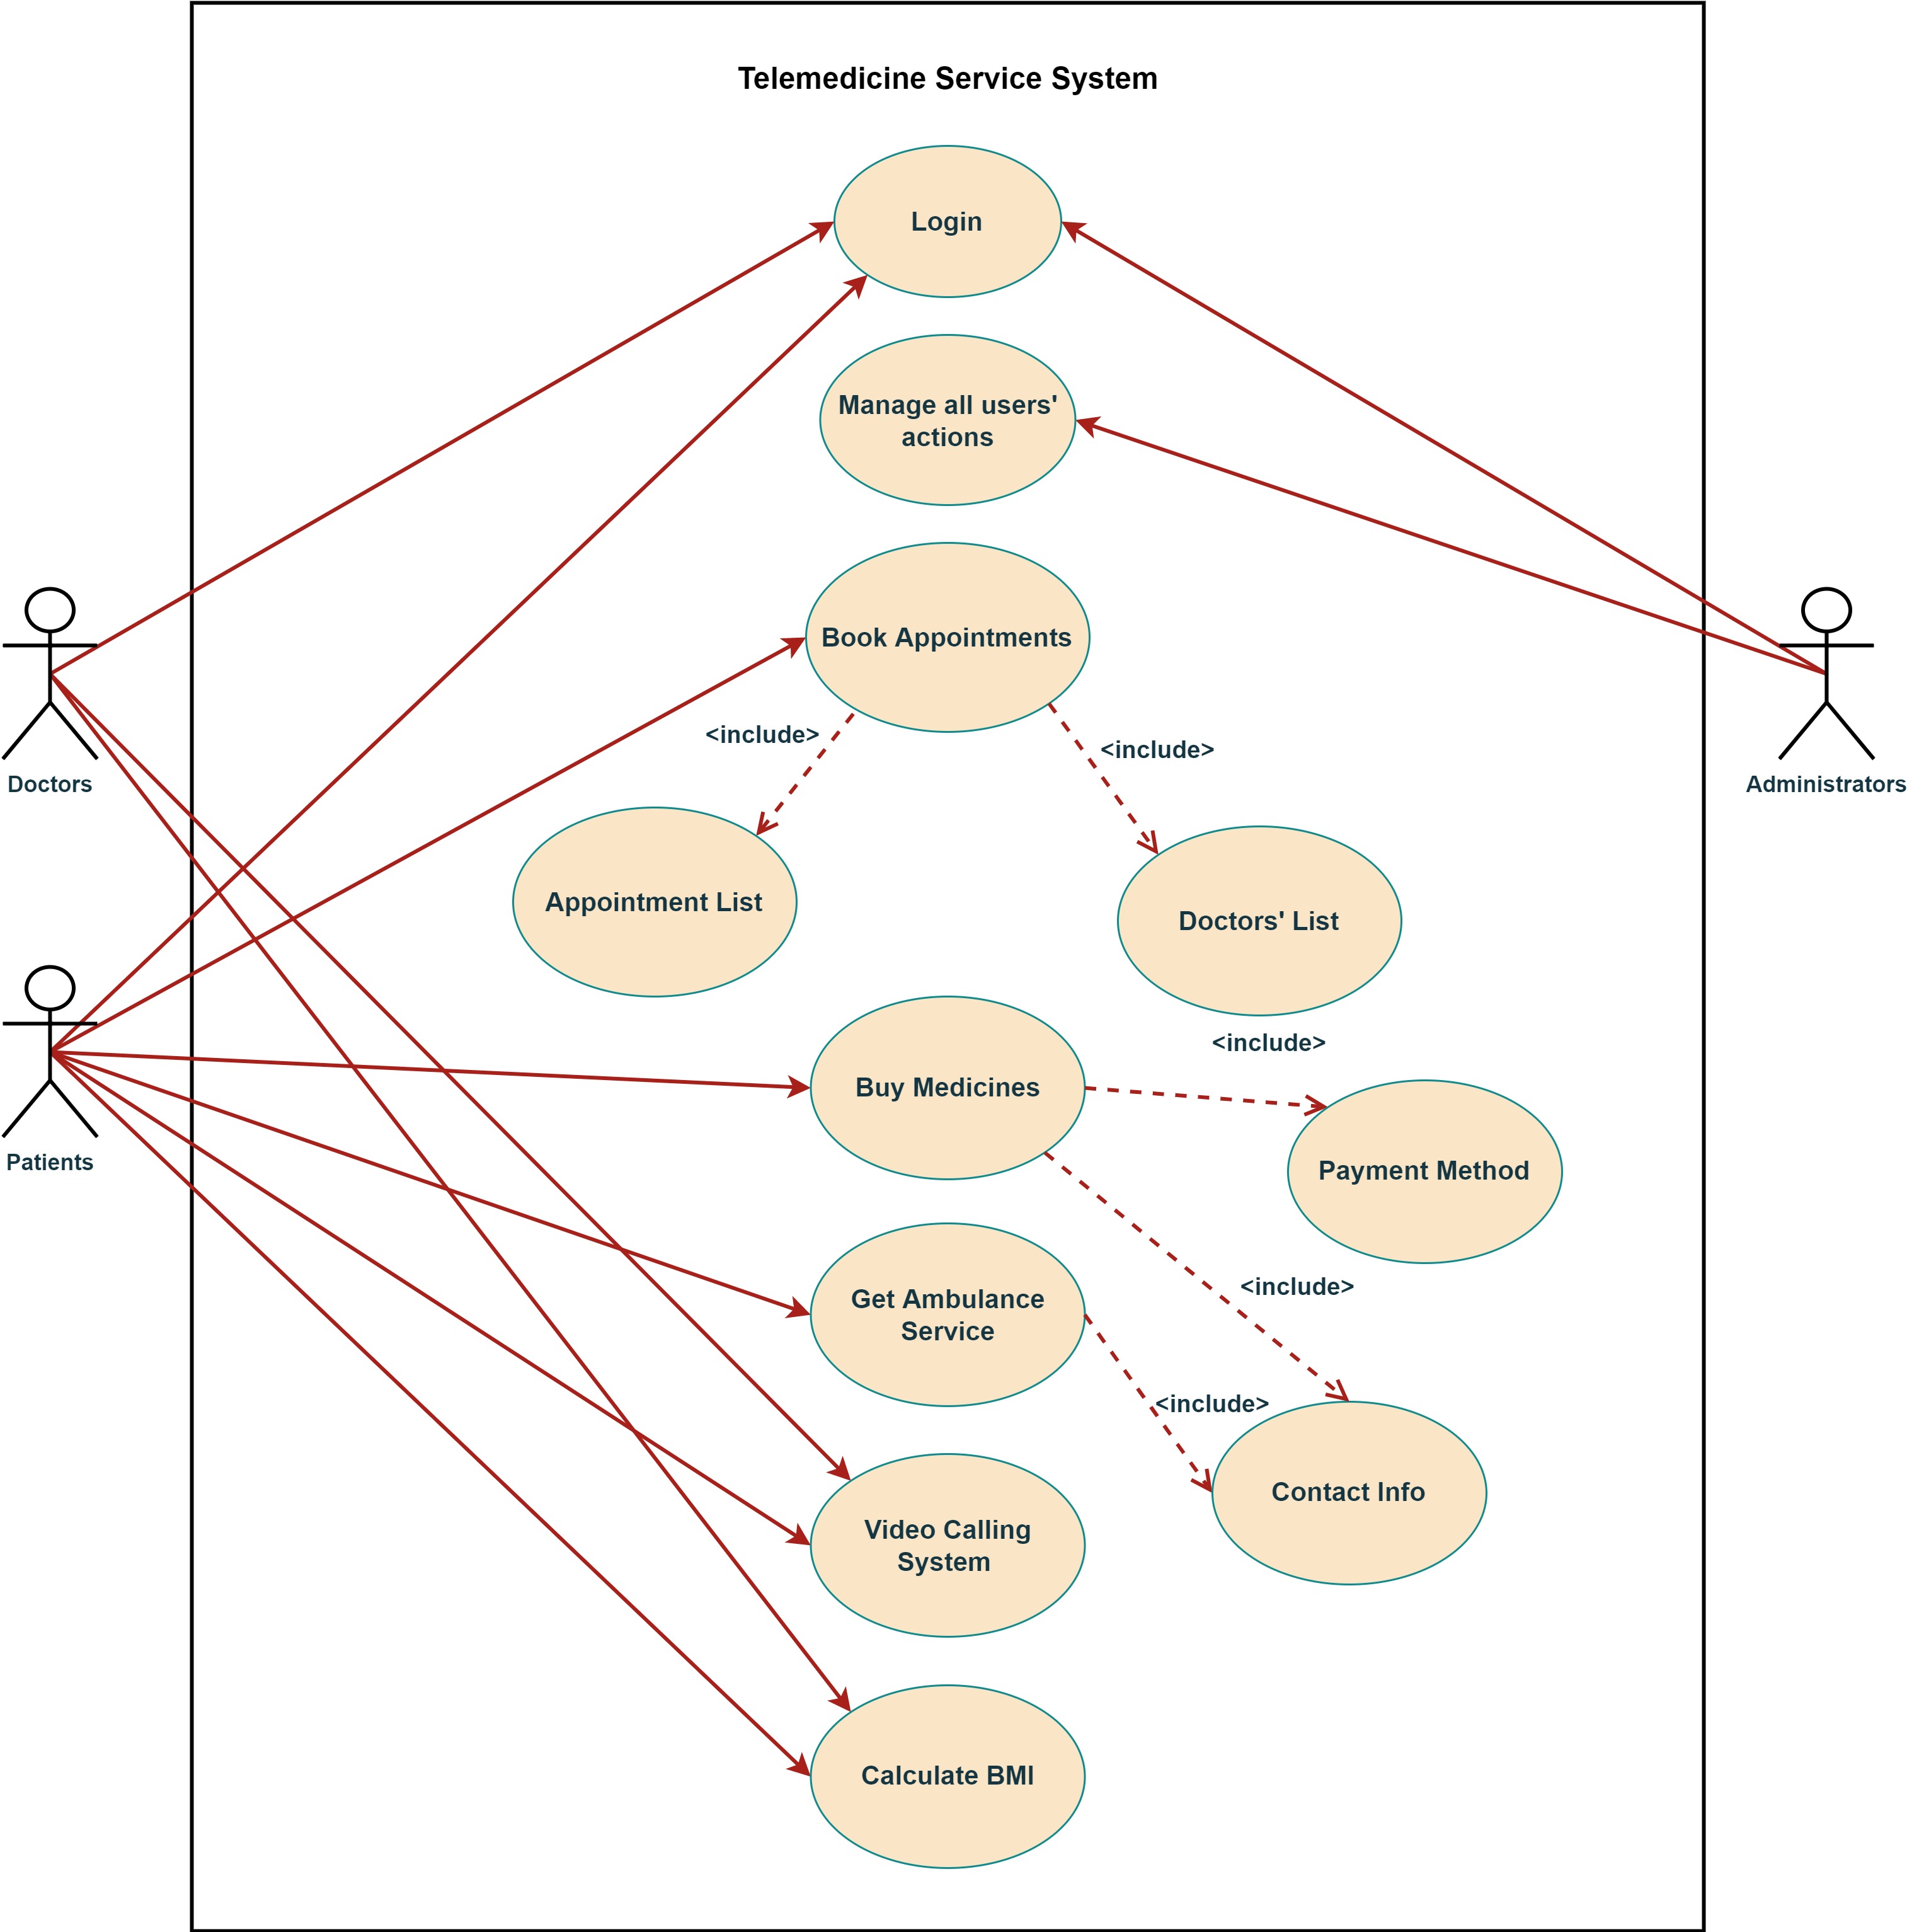 Telemedicine Service System
Login
Manage all users'
actions
Book Appointments
<include>
<include>
Doctors
Administrators
Appointment List
Doctors' List
<include>
Buy Medicines
Patients
Payment Method
<include>
Get Ambulance
Service
<include>
Contact Info
Video Calling
System
Calculate BMI